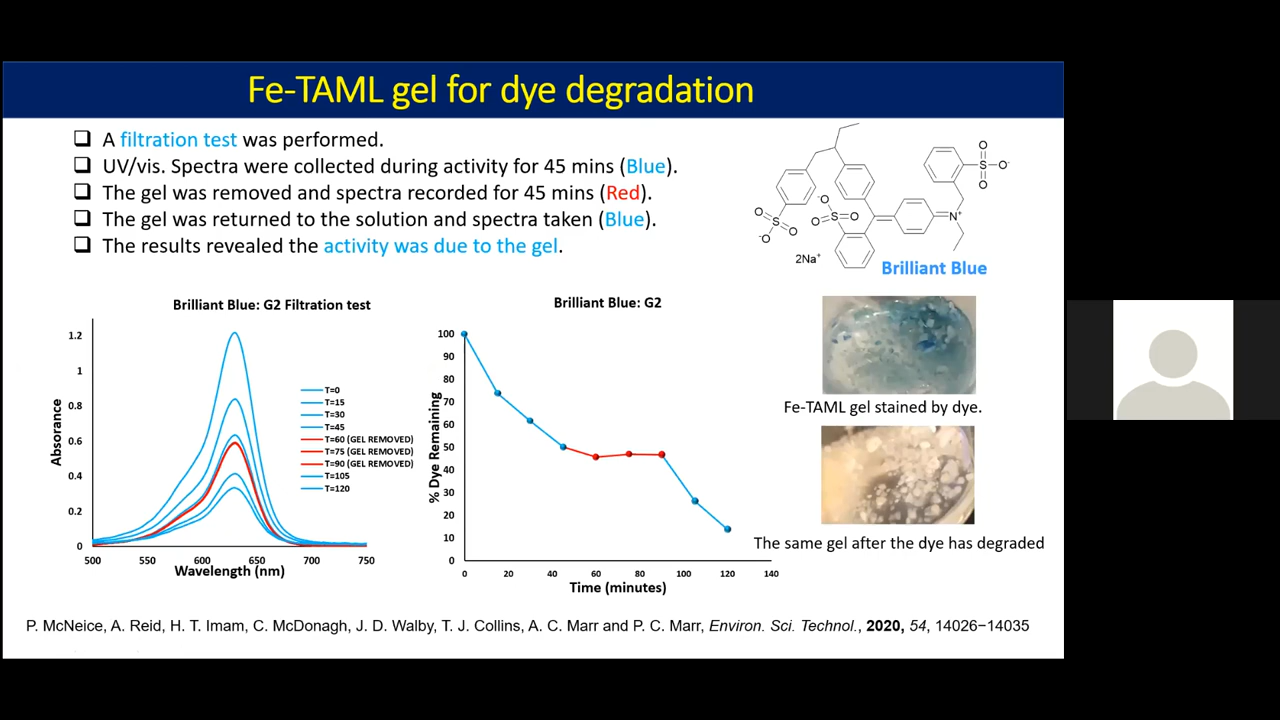 Fe-TAML gel for dye degradation
❑ A filtration test was performed.
❑ UV/vis. Spectra were collected during activity for 45 mins (Blue).
❑ The gel was removed and spectra recorded for 45 mins (Red).
❑ The gel was returned to the solution and spectra taken (Blue).
❑ The results revealed the activity was due to the gel.
O
S
O
-O
-O
S
O
O
2Na+
N+
O
S
O-
O
Brilliant Blue
Brilliant Blue: G2 Filtration test
Absorance
1.2
1
0.8
0.6
0.4
0.2
0
500 550 600 650 700 750
Wavelength (nm)
T=0
T=15
T=30
T=45
T=60 (GEL REMOVED)
T=75 (GEL REMOVED)
T=90 (GEL REMOVED)
T=105
T=120
Brilliant Blue: G2
% Dye Remaining
100
90
80
70
60
50
40
30
20
10
0
0 20 40 60 80 100 120 140
Time (minutes)
Fe-TAML gel stained by dye.
The same gel after the dye has degraded
P. McNeice, A. Reid, H. T. Imam, C. McDonagh, J. D. Walby, T. J. Collins, A. C. Marr and P. C. Marr, Environ. Sci. Technol., 2020, 54, 14026−14035